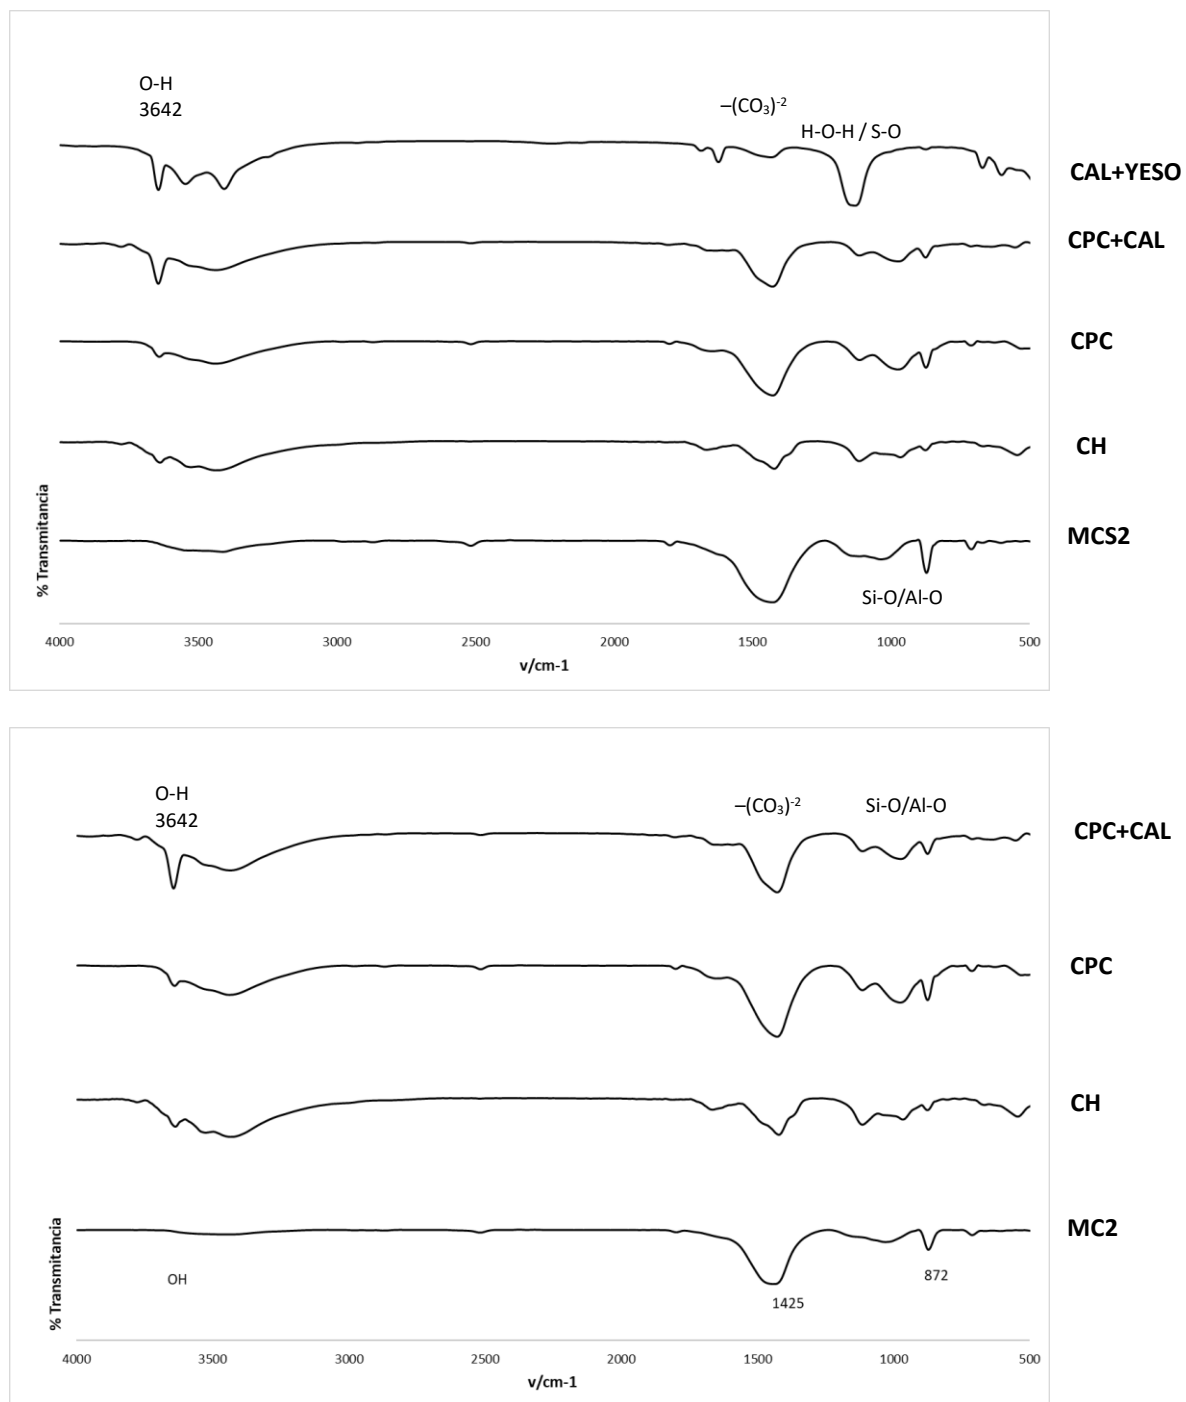 O-H
3642
–(CO₃)⁻²
H-O-H / S-O
CAL+YESO
CPC+CAL
CPC
CH
MCS2
Si-O/Al-O
% Transmitancia
4000 3500 3000 2500 2000 1500 1000 500
v/cm-1
O-H
3642
–(CO₃)⁻²
Si-O/Al-O
CPC+CAL
CPC
CH
MC2
OH
872
1425
% Transmitancia
4000 3500 3000 2500 2000 1500 1000 500
v/cm-1